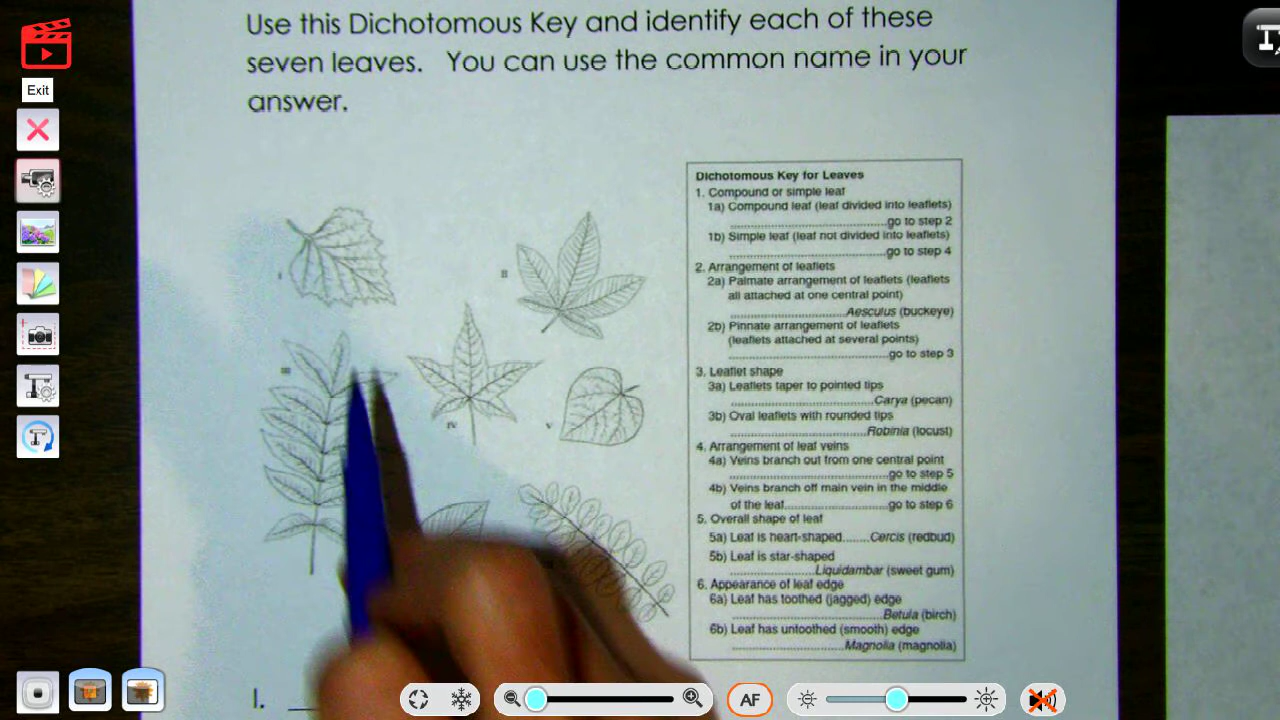 Use this Dichotomous Key and identify each of these
seven leaves. You can use the common name in your
answer.
Exit
Dichotomous Key for Leaves
1. Compound or simple leaf
1a) Compound leaf (leaf divided into leaflets)
........................................go to step 2
1b) Simple leaf (leaf not divided into leaflets)
........................................go to step 4
2. Arrangement of leaflets
2a) Palmate arrangement of leaflets (leaflets
all attached at one central point)
..............................Aesculus (buckeye)
2b) Pinnate arrangement of leaflets
(leaflets attached at several points)
........................................go to step 3
3. Leaflet shape
3a) Leaflets taper to pointed tips
....................................Carya (pecan)
3b) Oval leaflets with rounded tips
..................................Robinia (locust)
4. Arrangement of leaf veins
4a) Veins branch out from one central point
........................................go to step 5
4b) Veins branch off main vein in the middle
of the leaf..........................go to step 6
5. Overall shape of leaf
5a) Leaf is heart-shaped.......Cercis (redbud)
5b) Leaf is star-shaped
.....................Liquidambar (sweet gum)
6. Appearance of leaf edge
6a) Leaf has toothed (jagged) edge
......................................Betula (birch)
6b) Leaf has untoothed (smooth) edge
............................Magnolia (magnolia)
I
II
III
IV
V
I. __
AF